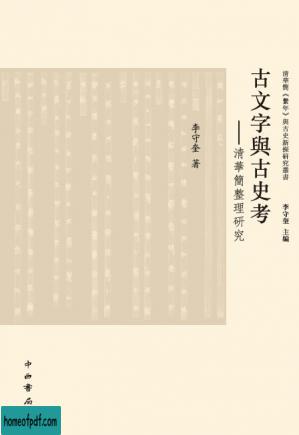 清華簡《繫年》與古史新探研究叢書
李守奎 主編
古文字與古史考
——清華簡整理研究
李守奎 著
中西書局
homeofpdf.com